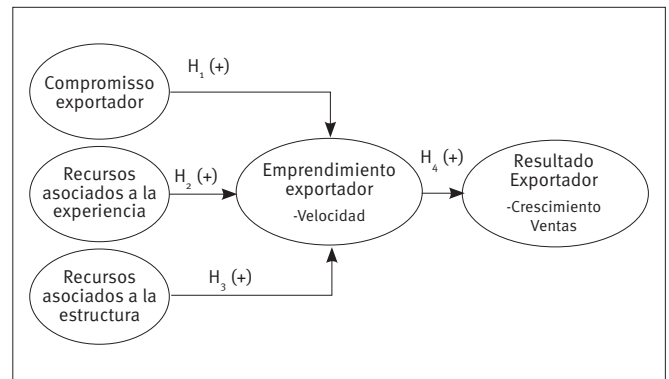 Compromisso
exportador
H₁ (+)
Recursos
asociados a la
experiencia
H₂ (+)
Recursos
asociados a la
estructura
H₃ (+)
Emprendimiento
exportador
-Velocidad
H₄ (+)
Resultado
Exportador
-Crescimiento
Ventas